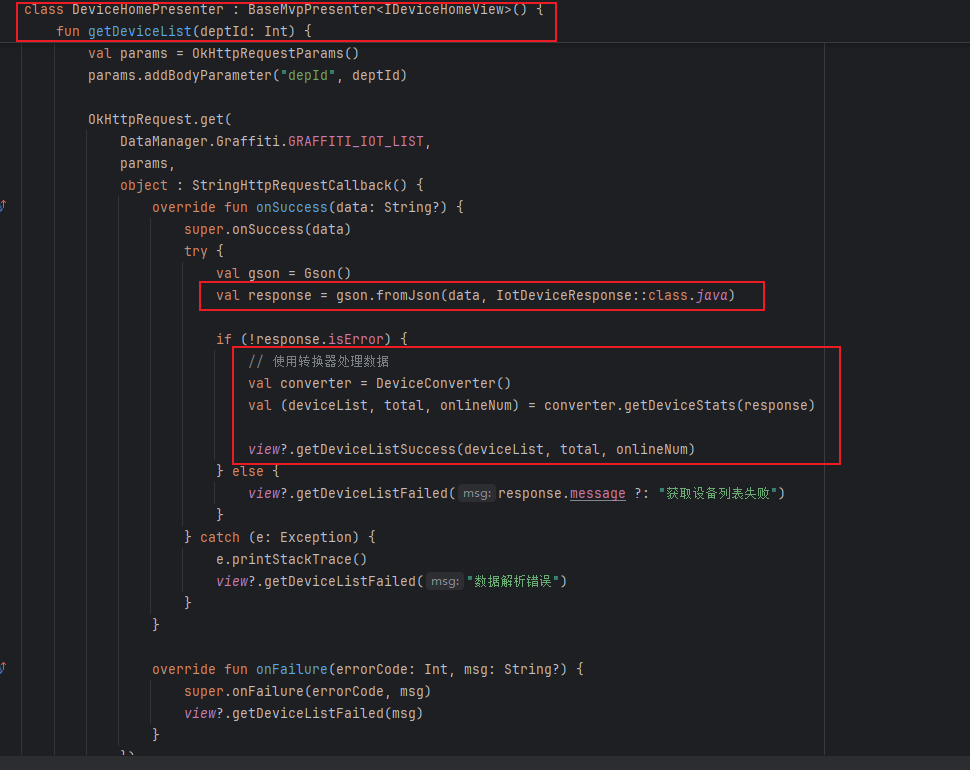 class DeviceHomePresenter : BaseMvpPresenter<IDeviceHomeView>() {
fun getDeviceList(deptId: Int) {
val params = OkHttpRequestParams()
params.addBodyParameter("depId", deptId)
OkHttpRequest.get(
DataManager.Graffiti.GRAFFITI_IOT_LIST,
params,
object : StringHttpRequestCallback() {
override fun onSuccess(data: String?) {
super.onSuccess(data)
try {
val gson = Gson()
val response = gson.fromJson(data, IotDeviceResponse::class.java)
if (!response.isError) {
// 使用转换器处理数据
val converter = DeviceConverter()
val (deviceList, total, onlineNum) = converter.getDeviceStats(response)
view?.getDeviceListSuccess(deviceList, total, onlineNum)
} else {
view?.getDeviceListFailed( msg: response.message ?: "获取设备列表失败")
}
} catch (e: Exception) {
e.printStackTrace()
view?.getDeviceListFailed( msg: "数据解析错误")
}
}
override fun onFailure(errorCode: Int, msg: String?) {
super.onFailure(errorCode, msg)
view?.getDeviceListFailed(msg)
}
})